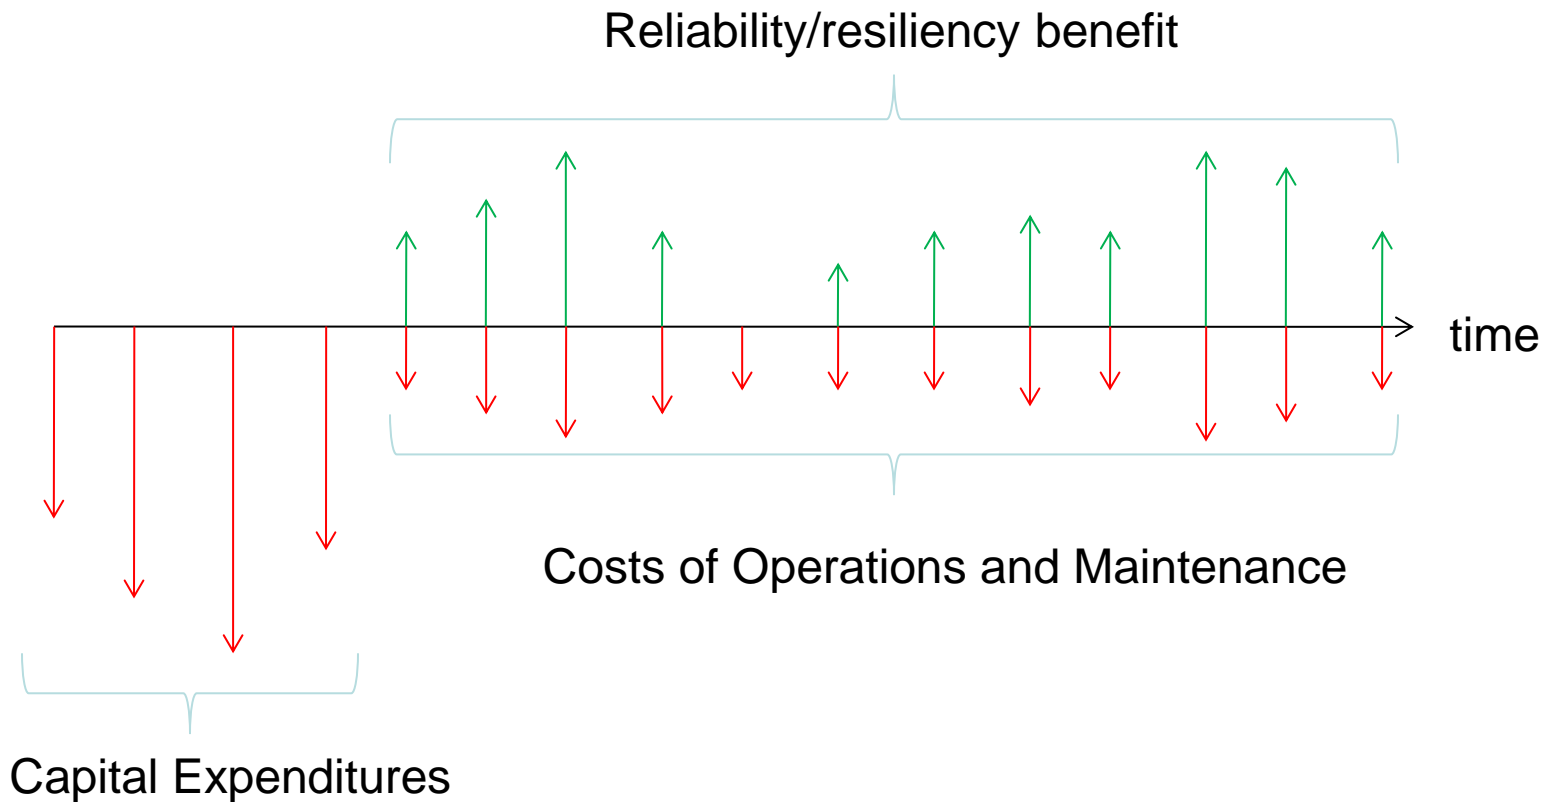 Reliability/resiliency benefit
time
Costs of Operations and Maintenance
Capital Expenditures